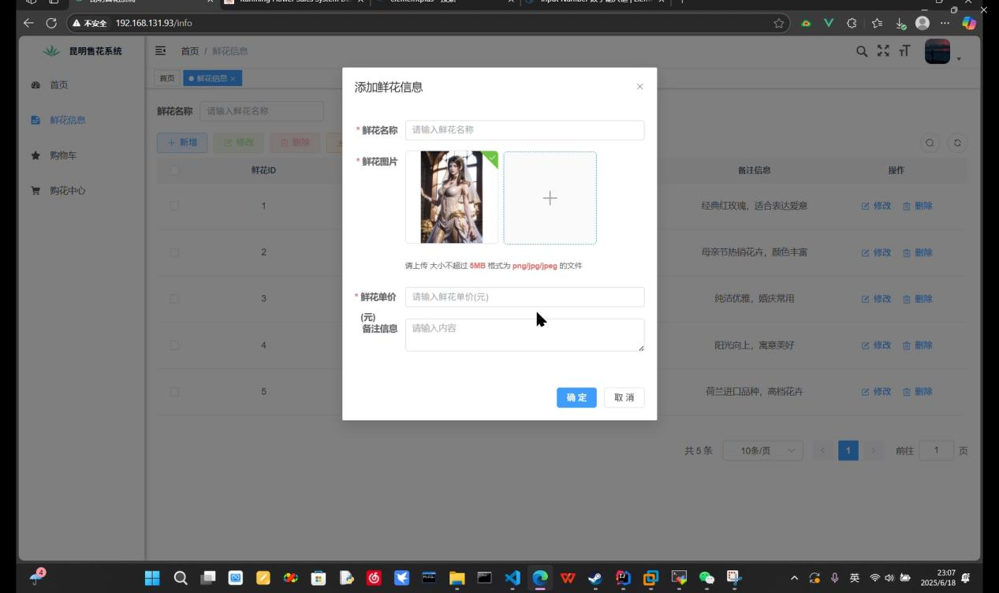 不安全 192.168.131.93/info
昆明售花系统
首页 / 鲜花信息
首页
鲜花信息
购物车
购花中心
首页 鲜花信息
鲜花名称 请输入鲜花名称
新增 修改 删除
鲜花ID 备注信息 操作
1 经典红玫瑰，适合表达爱意 修改 删除
2 母亲节热销花卉，颜色丰富 修改 删除
3 纯洁优雅，婚庆常用 修改 删除
4 阳光向上，寓意美好 修改 删除
5 荷兰进口品种，高档花卉 修改 删除
共 5 条 10条/页 1 前往 1 页
添加鲜花信息
* 鲜花名称 请输入鲜花名称
* 鲜花图片
请上传 大小不超过 5MB 格式为 png/jpg/jpeg 的文件
* 鲜花单价 请输入鲜花单价(元)
(元)
备注信息 请输入内容
确 定 取 消
4
英
23:07
2025/6/18